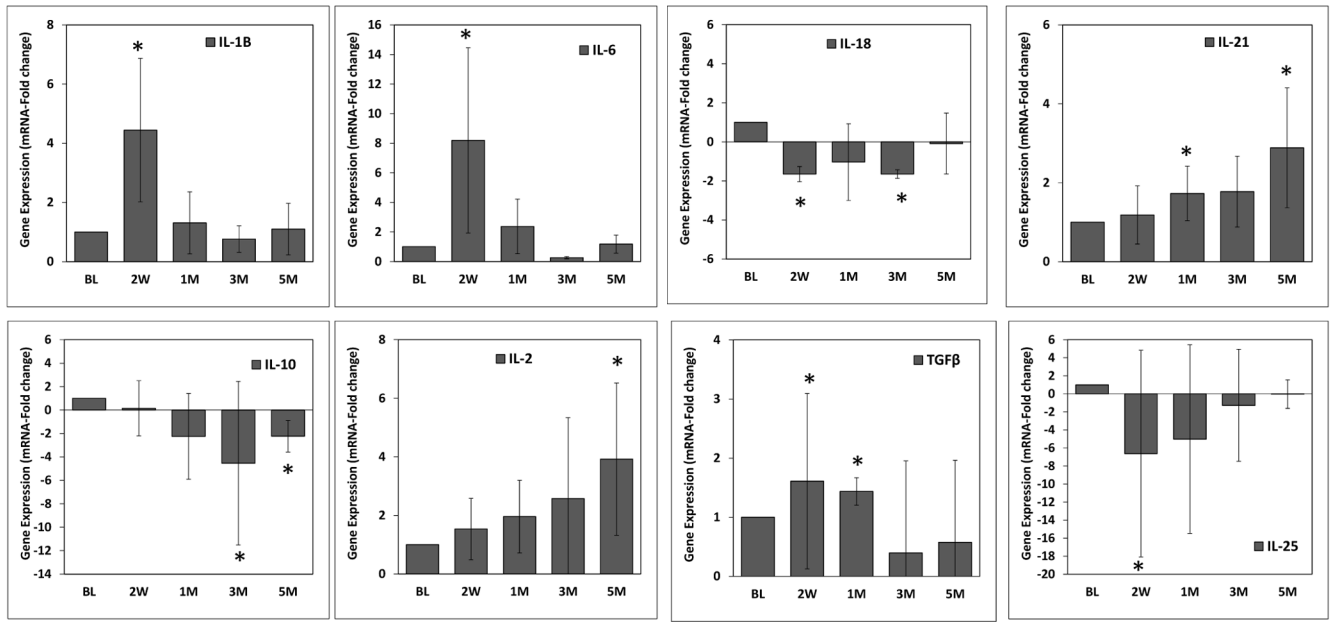 Gene Expression (mRNA-Fold change)
8
6
4
2
0
*
IL-1B
BL 2W 1M 3M 5M
Gene Expression (mRNA-Fold change)
16
14
12
10
8
6
4
2
0
*
IL-6
BL 2W 1M 3M 5M
Gene Expression (mRNA-Fold change)
6
4
2
0
-2
-4
-6
IL-18
* *
BL 2W 1M 3M 5M
Gene Expression (mRNA-Fold change)
6
4
2
0
IL-21
* *
BL 2W 1M 3M 5M
Gene Expression (mRNA-Fold change)
6
4
2
0
-2
-4
-6
-8
-10
-12
-14
IL-10
* *
BL 2W 1M 3M 5M
Gene Expression (mRNA-Fold change)
8
6
4
2
0
IL-2
*
BL 2W 1M 3M 5M
Gene Expression (mRNA-Fold change)
4
3
2
1
0
TGFβ
* *
BL 2W 1M 3M 5M
Gene Expression (mRNA-Fold change)
6
4
2
0
-2
-4
-6
-8
-10
-12
-14
-16
-18
-20
IL-25
*
BL 2W 1M 3M 5M